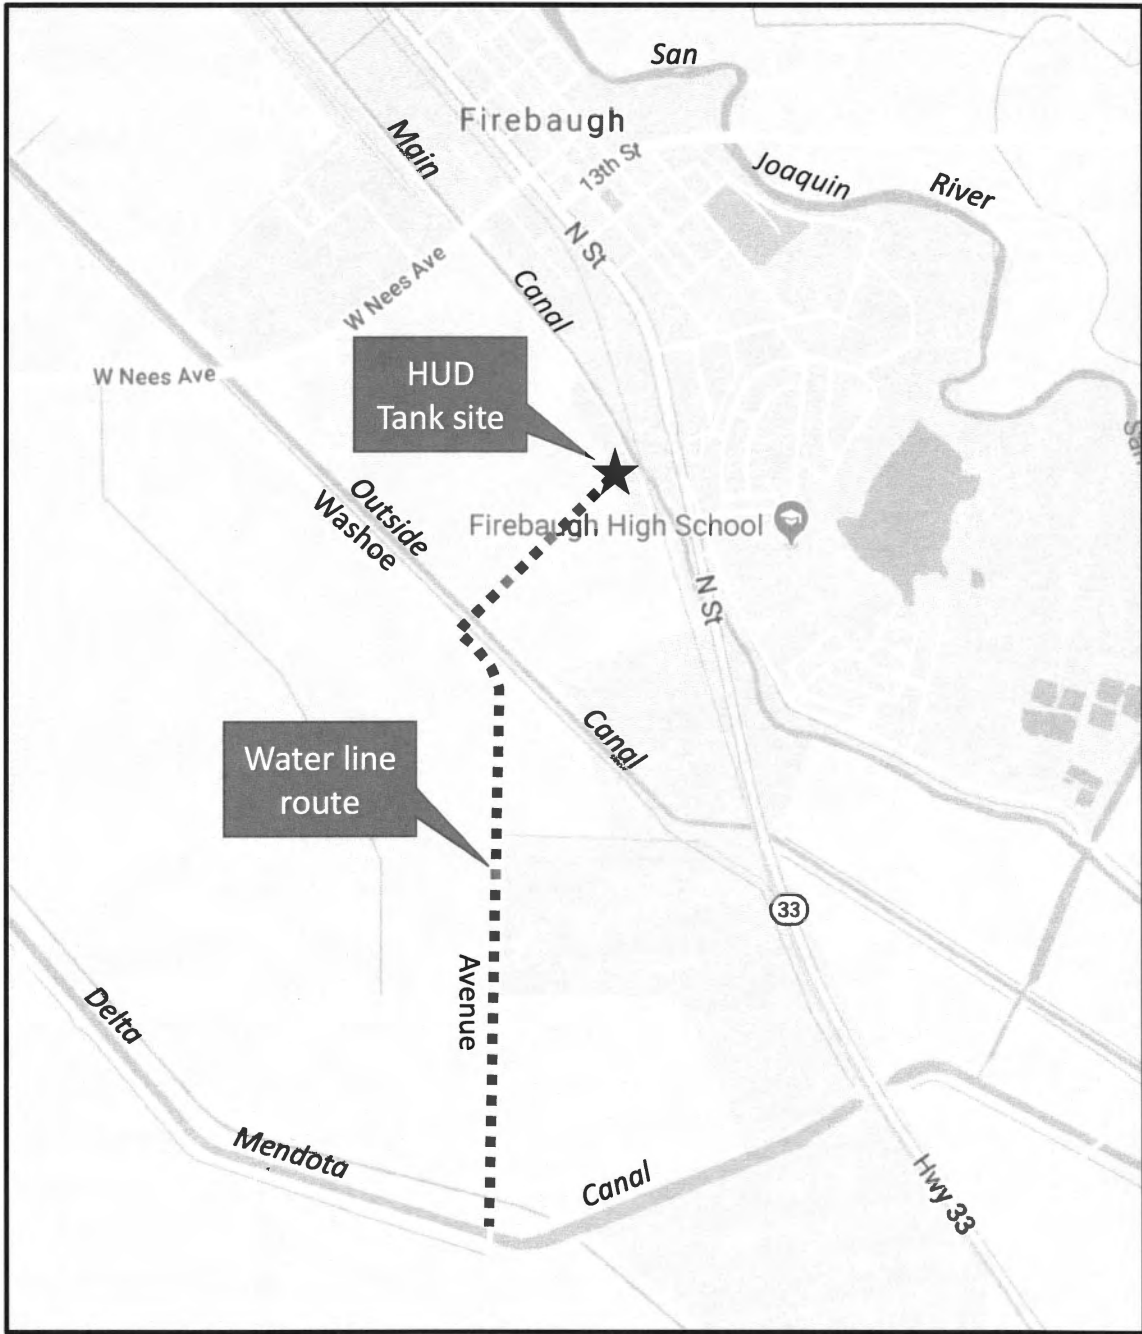 San
Firebaugh
Main
13th St
Joaquin
River
N St
W Nees Ave
Canal
HUD
Tank site
W Nees Ave
San
Outside
Washoe
Firebaugh High School
N St
Canal
Water line
route
33
Avenue
Delta
Mendota
Canal
Hwy 33